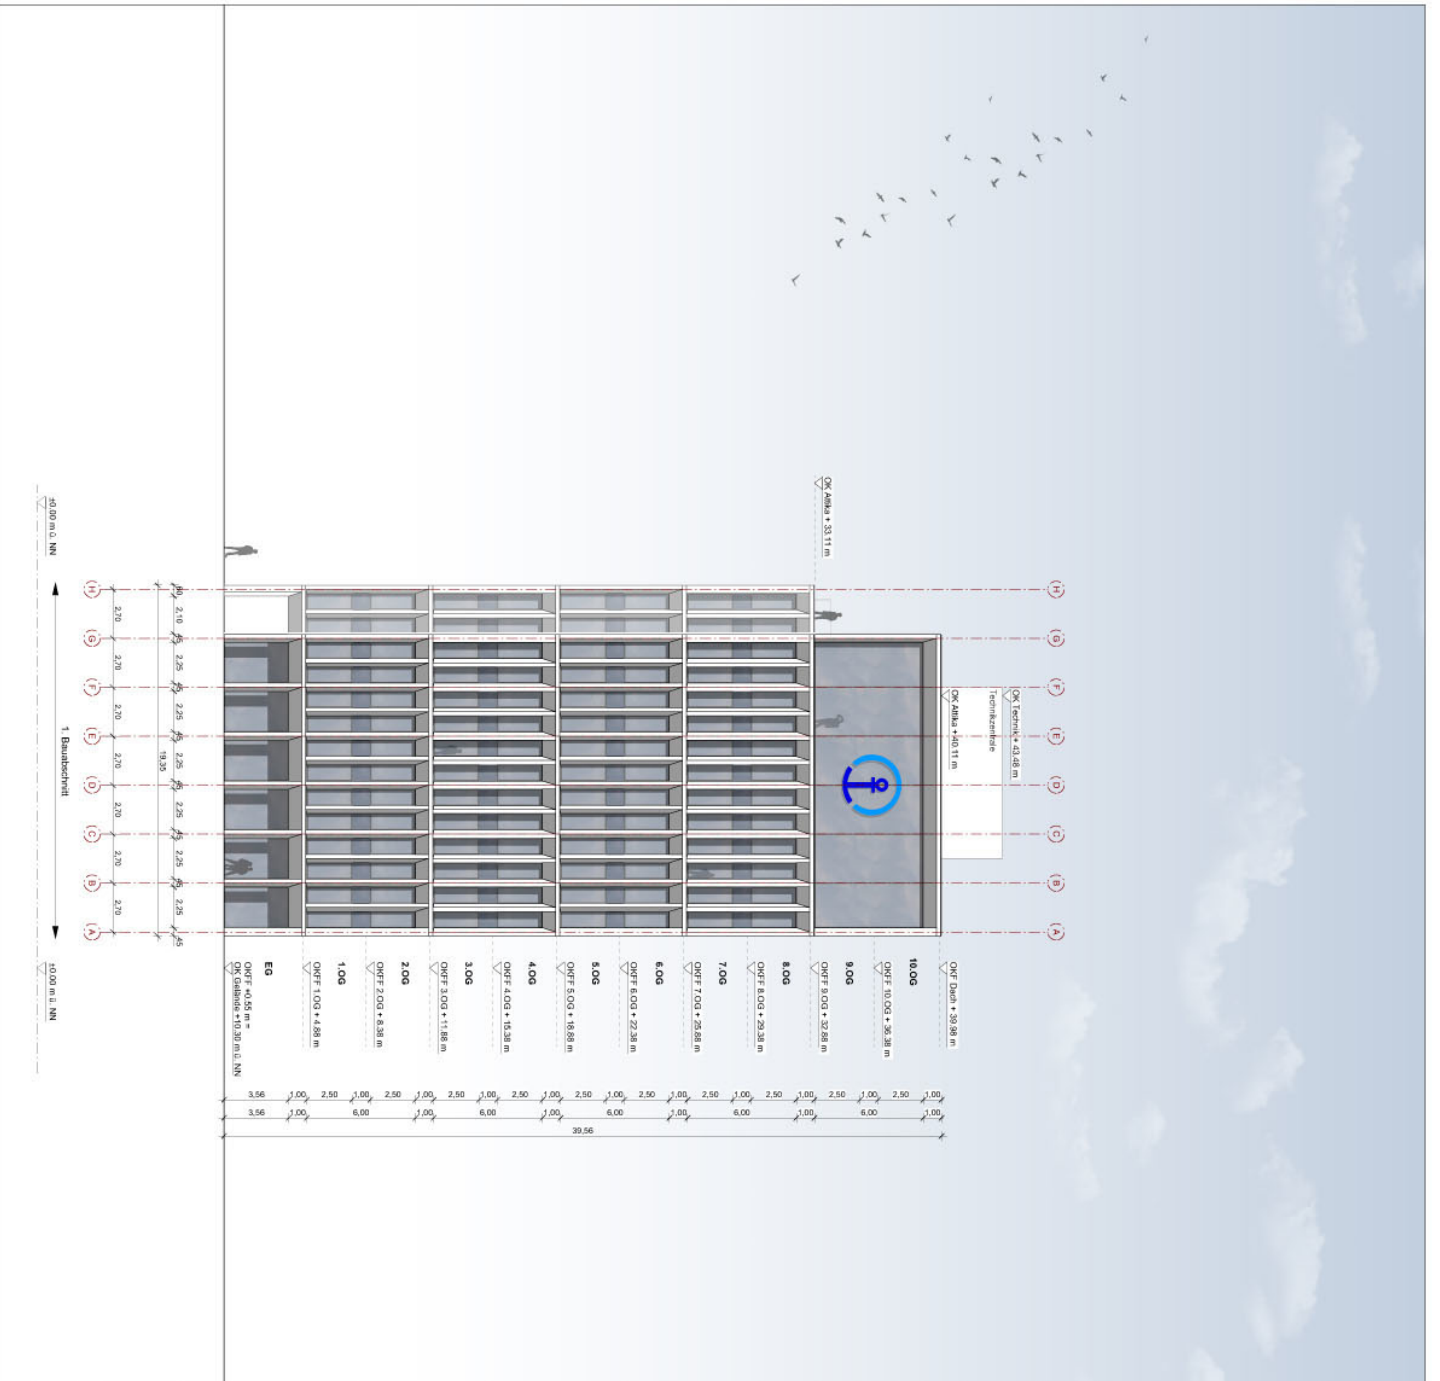 OK Technik + 43.48 m
Technikzentrale
OK Attika + 40.11 m
OK Attika + 33.11 m
H
G
F
E
D
C
B
A
OKF Dach + 39.98 m
10.OG
OKFF 10.OG + 36.38 m
9.OG
OKFF 9.OG + 32.88 m
8.OG
OKFF 8.OG + 29.38 m
7.OG
OKFF 7.OG + 25.88 m
6.OG
OKFF 6.OG + 22.38 m
5.OG
OKFF 5.OG + 18.88 m
4.OG
OKFF 4.OG + 15.38 m
3.OG
OKFF 3.OG + 11.88 m
2.OG
OKFF 2.OG + 8.38 m
1.OG
OKFF 1.OG + 4.88 m
EG
OKFF +0.55 m =
OK Gelände +10.30 m ü. NN
1,00 2,50 1,00 2,50 1,00 2,50 1,00 2,50 1,00 2,50 1,00 2,50 1,00 2,50 1,00 2,50 1,00 2,50 1,00 2,50 1,00 3,56
1,00 6,00 1,00 6,00 1,00 6,00 1,00 6,00 1,00 6,00 1,00 3,56
39,56
2,10 45 2,25 45 2,25 45 2,25 45 2,25 45 2,25 45 2,25 45
19,35
2,70 2,70 2,70 2,70 2,70 2,70 2,70
H
G
F
E
D
C
B
A
1. Bauabschnitt
±0.00 m ü. NN
±0.00 m ü. NN